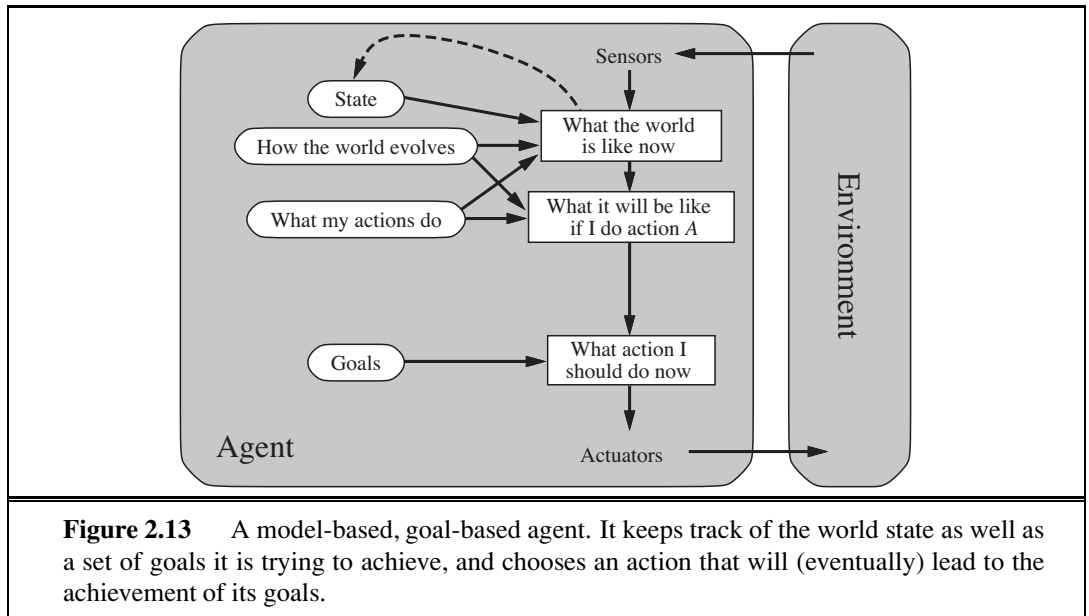 Sensors
State
What the world
is like now
How the world evolves
What it will be like
if I do action A
What my actions do
Environment
Goals
What action I
should do now
Agent
Actuators
Figure 2.13 A model-based, goal-based agent. It keeps track of the world state as well as
a set of goals it is trying to achieve, and chooses an action that will (eventually) lead to the
achievement of its goals.